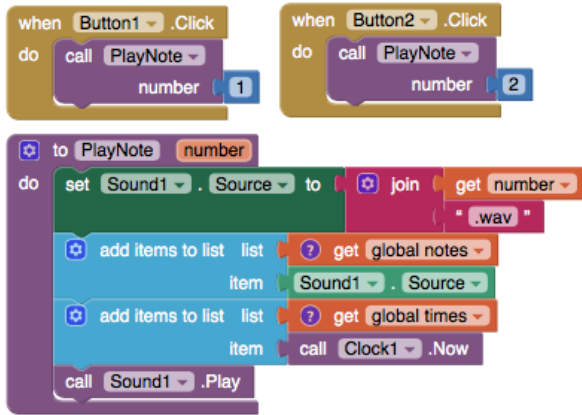 when Button1 .Click
do call PlayNote
number 1
when Button2 .Click
do call PlayNote
number 2
to PlayNote number
do set Sound1 . Source to join get number
" .wav "
? add items to list list get global notes
item Sound1 . Source
add items to list list ? get global times
item call Clock1 .Now
call Sound1 .Play